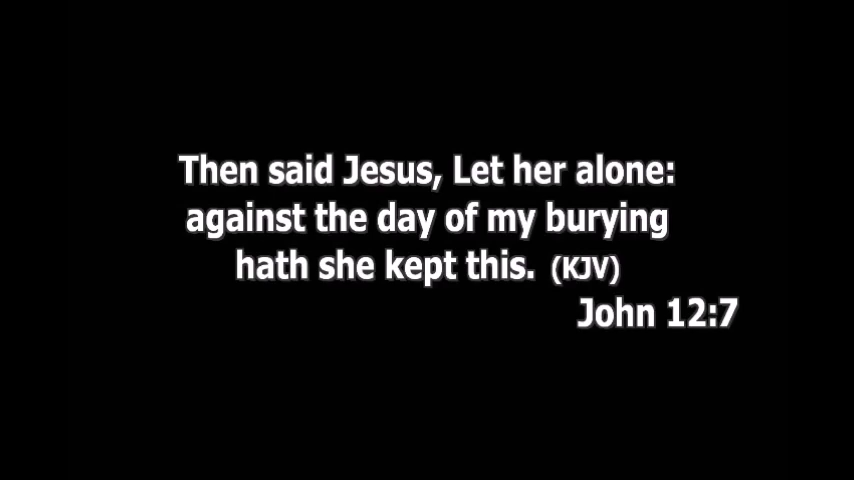 Then said Jesus, Let her alone:
against the day of my burying
hath she kept this. (KJV)
John 12:7